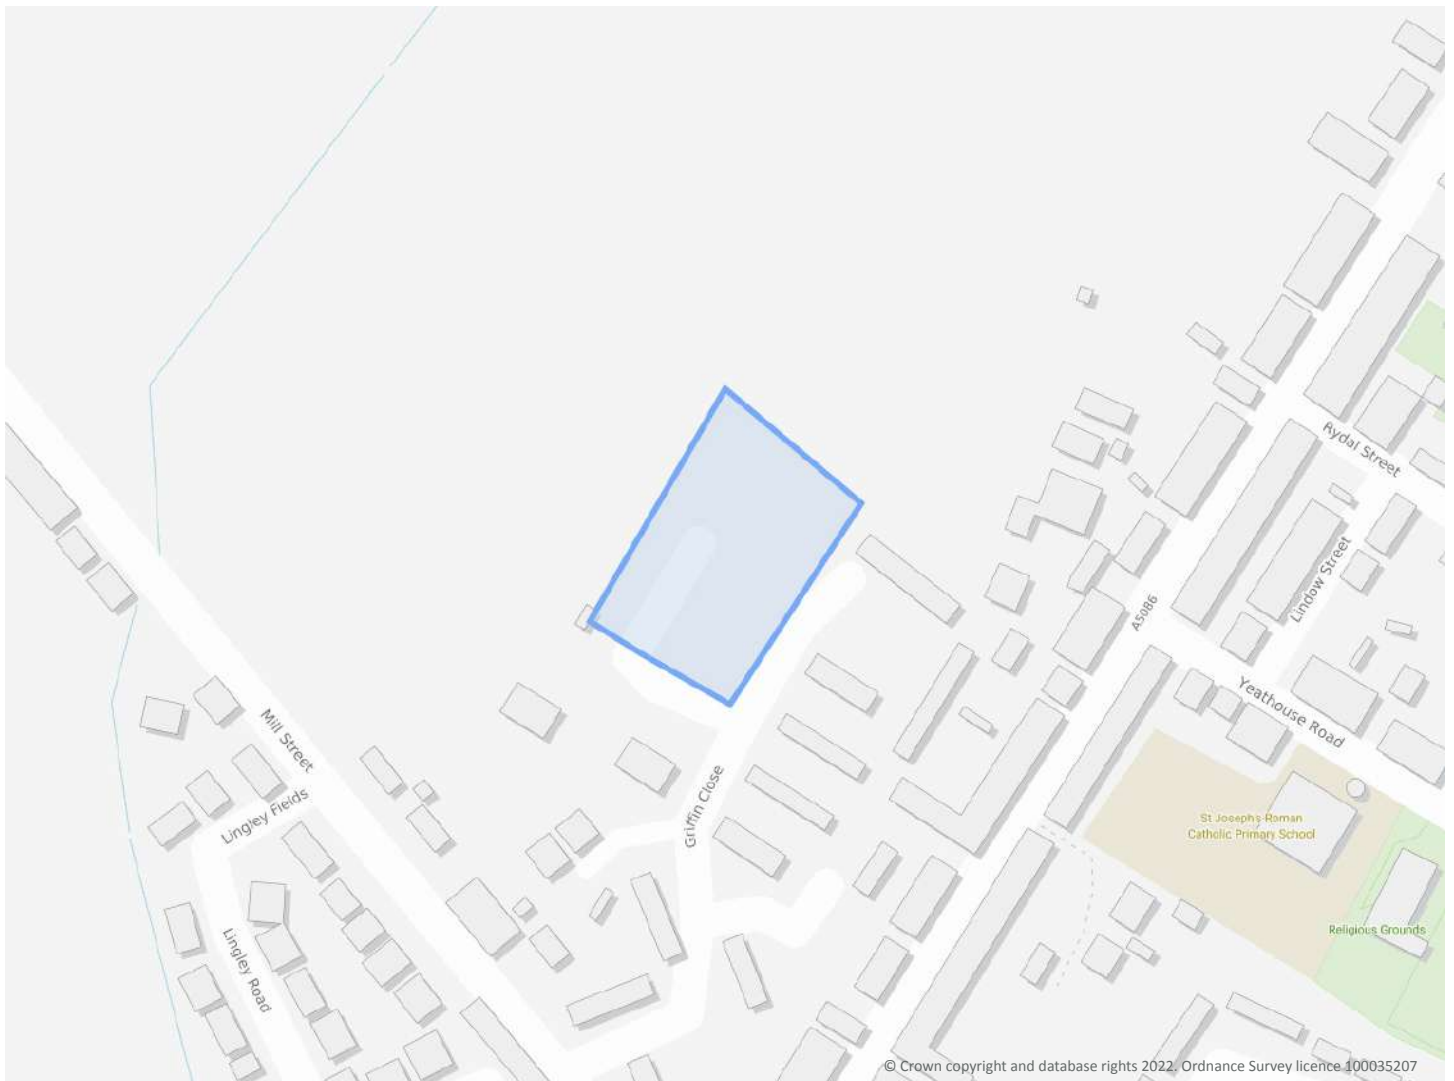 Rydal Street
Lindow Street
A5086
Yeathouse Road
Mill Street
Lingley Fields
Griffin Close
St Josephs Roman
Catholic Primary School
Lingley Road
Religious Grounds
© Crown copyright and database rights 2022. Ordnance Survey licence 100035207